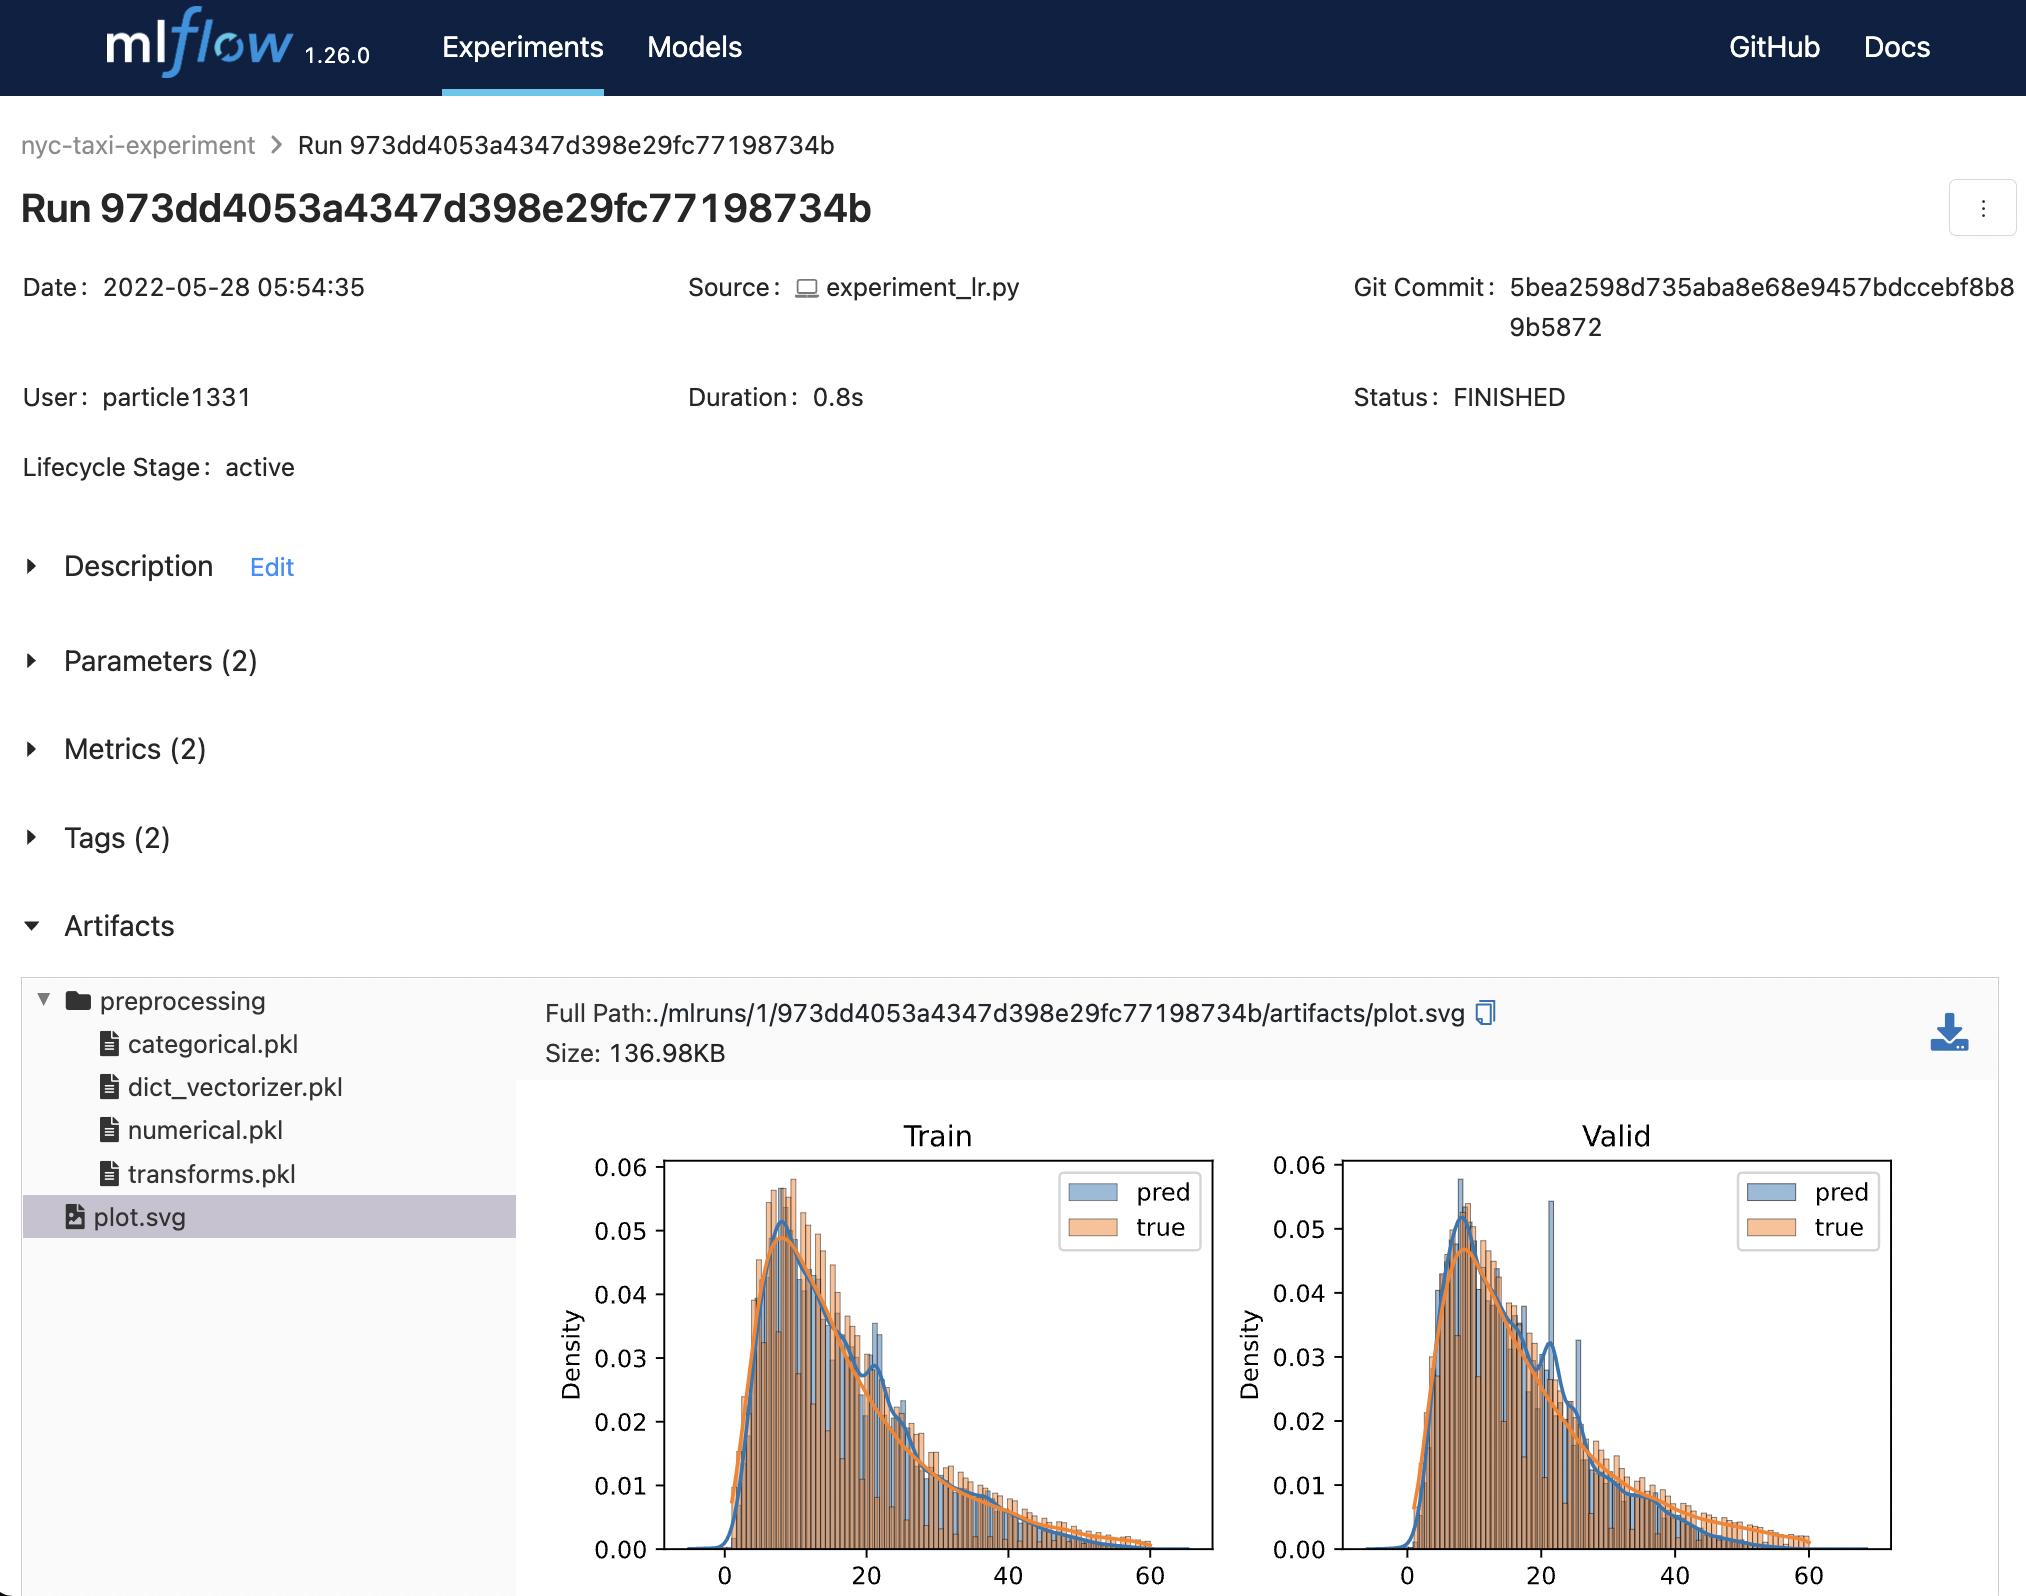 mlflow 1.26.0 Experiments Models GitHub Docs
nyc-taxi-experiment > Run 973dd4053a4347d398e29fc77198734b
Run 973dd4053a4347d398e29fc77198734b
Date: 2022-05-28 05:54:35
Source: experiment_lr.py
Git Commit: 5bea2598d735aba8e68e9457bdccebf8b8
9b5872
User: particle1331
Duration: 0.8s
Status: FINISHED
Lifecycle Stage: active
Description Edit
Parameters (2)
Metrics (2)
Tags (2)
Artifacts
preprocessing
categorical.pkl
dict_vectorizer.pkl
numerical.pkl
transforms.pkl
plot.svg
Full Path:./mlruns/1/973dd4053a4347d398e29fc77198734b/artifacts/plot.svg
Size: 136.98KB
Train
0.06
0.05
0.04
0.03
0.02
0.01
0.00
Density
pred
true
0 20 40 60
Valid
0.06
0.05
0.04
0.03
0.02
0.01
0.00
Density
pred
true
0 20 40 60